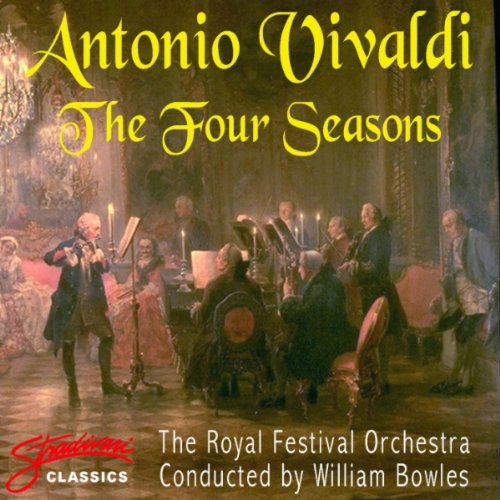 Antonio Vivaldi
The Four Seasons
The Royal Festival Orchestra
Conducted by William Bowles
Stradivari
CLASSICS